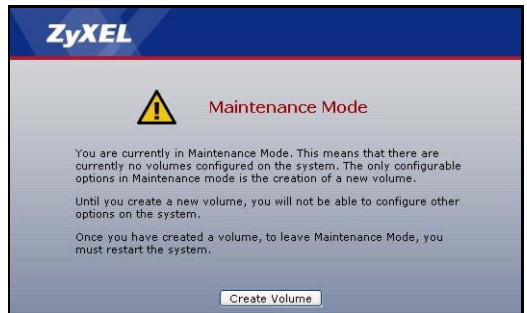 ZyXEL
Maintenance Mode
You are currently in Maintenance Mode. This means that there are
currently no volumes configured on the system. The only configurable
options in Maintenance mode is the creation of a new volume.
Until you create a new volume, you will not be able to configure other
options on the system.
Once you have created a volume, to leave Maintenance Mode, you
must restart the system.
Create Volume